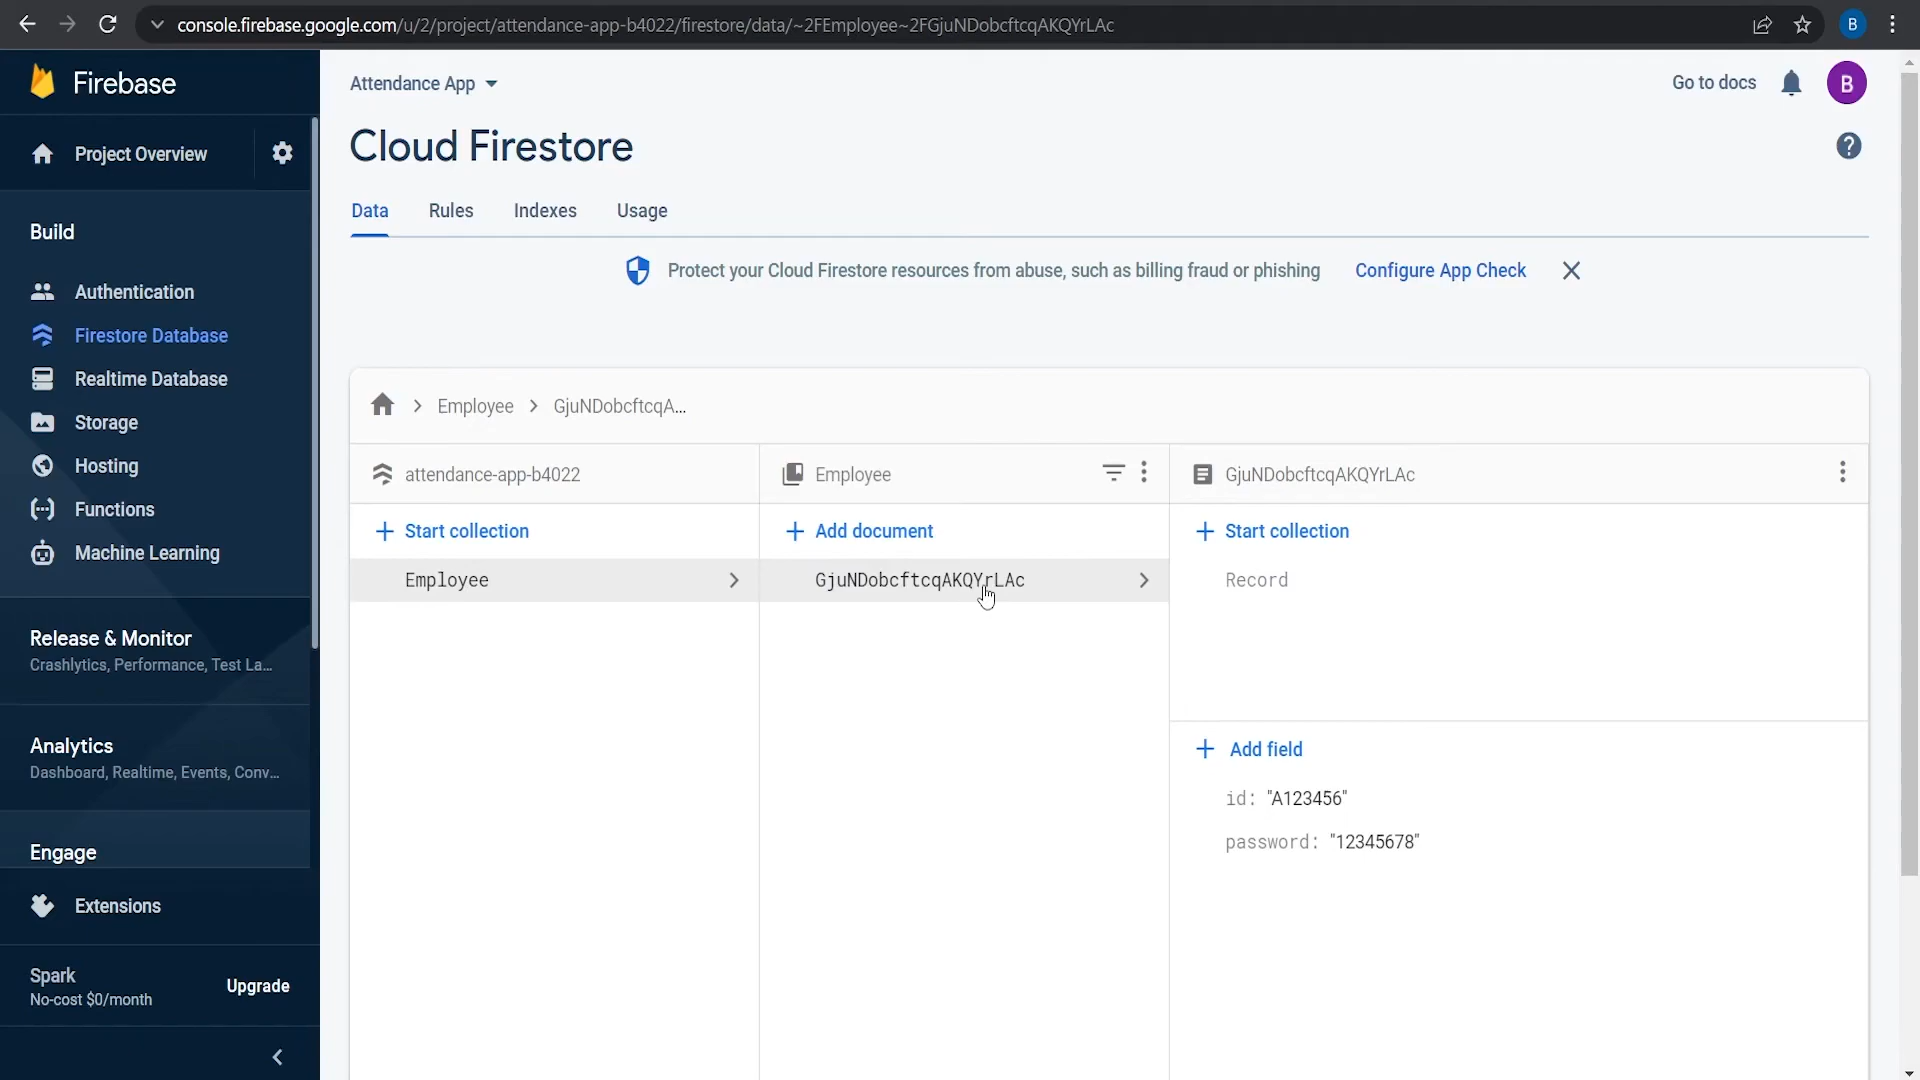 console.firebase.google.com/u/2/project/attendance-app-b4022/firestore/data/~2FEmployee~2FGjuNDobcftcqAKQYrLAc
B
Firebase
Project Overview
Build
Authentication
Firestore Database
Realtime Database
Storage
Hosting
Functions
Machine Learning
Release & Monitor
Crashlytics, Performance, Test La...
Analytics
Dashboard, Realtime, Events, Conv...
Engage
Extensions
Spark
No-cost $0/month
Upgrade
Attendance App
Go to docs
B
Cloud Firestore
?
Data Rules Indexes Usage
Protect your Cloud Firestore resources from abuse, such as billing fraud or phishing Configure App Check
Employee > GjuNDobcftcqA...
attendance-app-b4022
Start collection
Employee
Employee
Add document
GjuNDobcftcqAKQYrLAc
GjuNDobcftcqAKQYrLAc
Start collection
Record
Add field
id: "A123456"
password: "12345678"